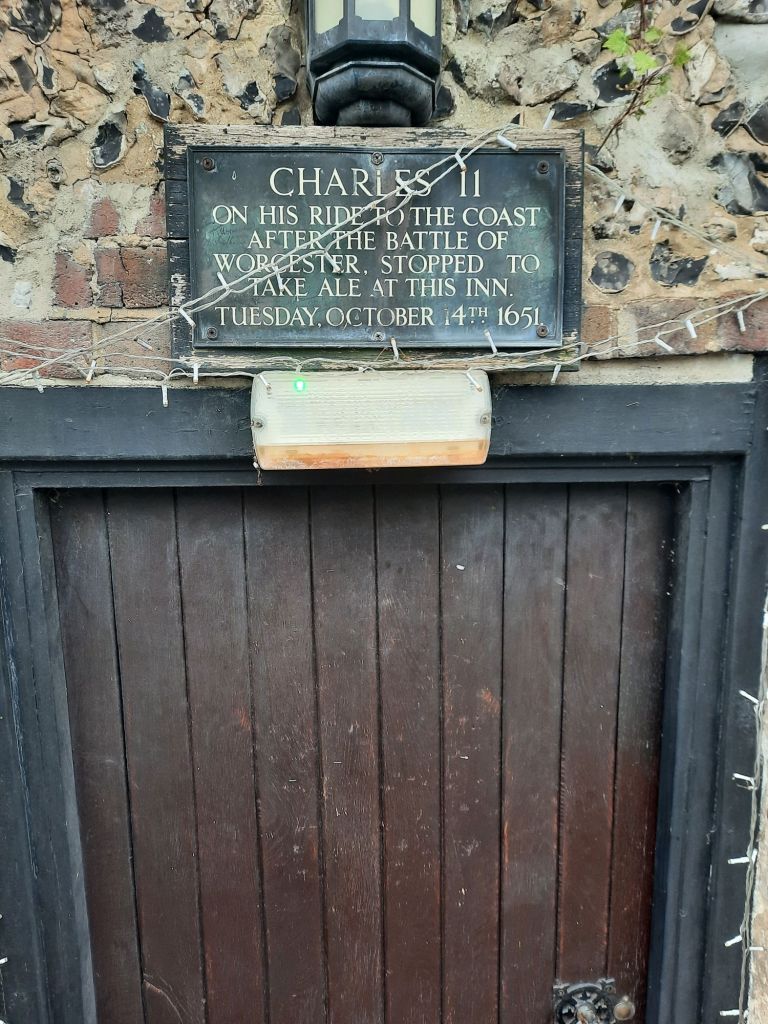 CHARLES 11
ON HIS RIDE TO THE COAST
AFTER THE BATTLE OF
WORCESTER, STOPPED TO
TAKE ALE AT THIS INN.
TUESDAY, OCTOBER 14TH 1651.